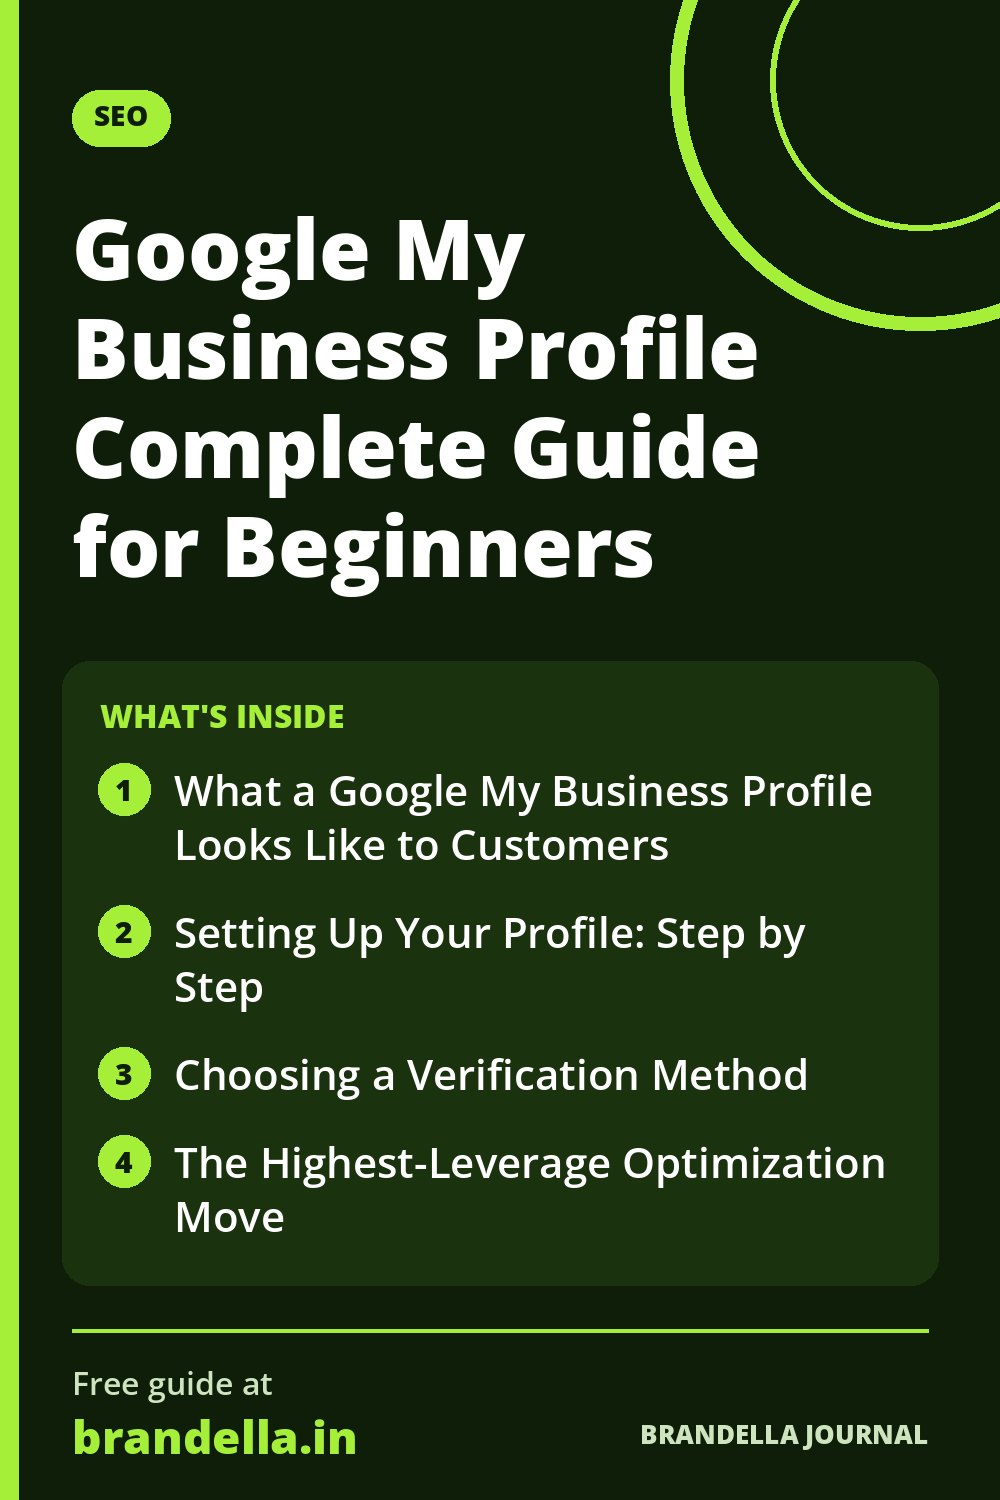 SEO
Google My
Business Profile
Complete Guide
for Beginners
WHAT'S INSIDE
1 What a Google My Business Profile
Looks Like to Customers
2 Setting Up Your Profile: Step by
Step
3 Choosing a Verification Method
4 The Highest-Leverage Optimization
Move
Free guide at
brandella.in
BRANDELLA JOURNAL